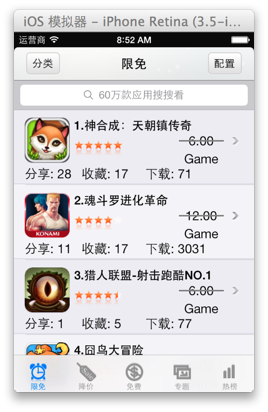 iOS 模拟器 – iPhone Retina (3.5-i...
运营商 8:52 AM
分类 限免 配置
60万款应用搜搜看
1.神合成：天朝镇传奇
6.00
Game
分享: 28 收藏: 17 下载: 71
KONAMI
2.魂斗罗进化革命
12.00
Game
分享: 11 收藏: 17 下载: 3031
3.猎人联盟-射击跑酷NO.1
6.00
Game
分享: 1 收藏: 5 下载: 77
4.囧鸟大冒险
限免 降价 免费 专题 热榜